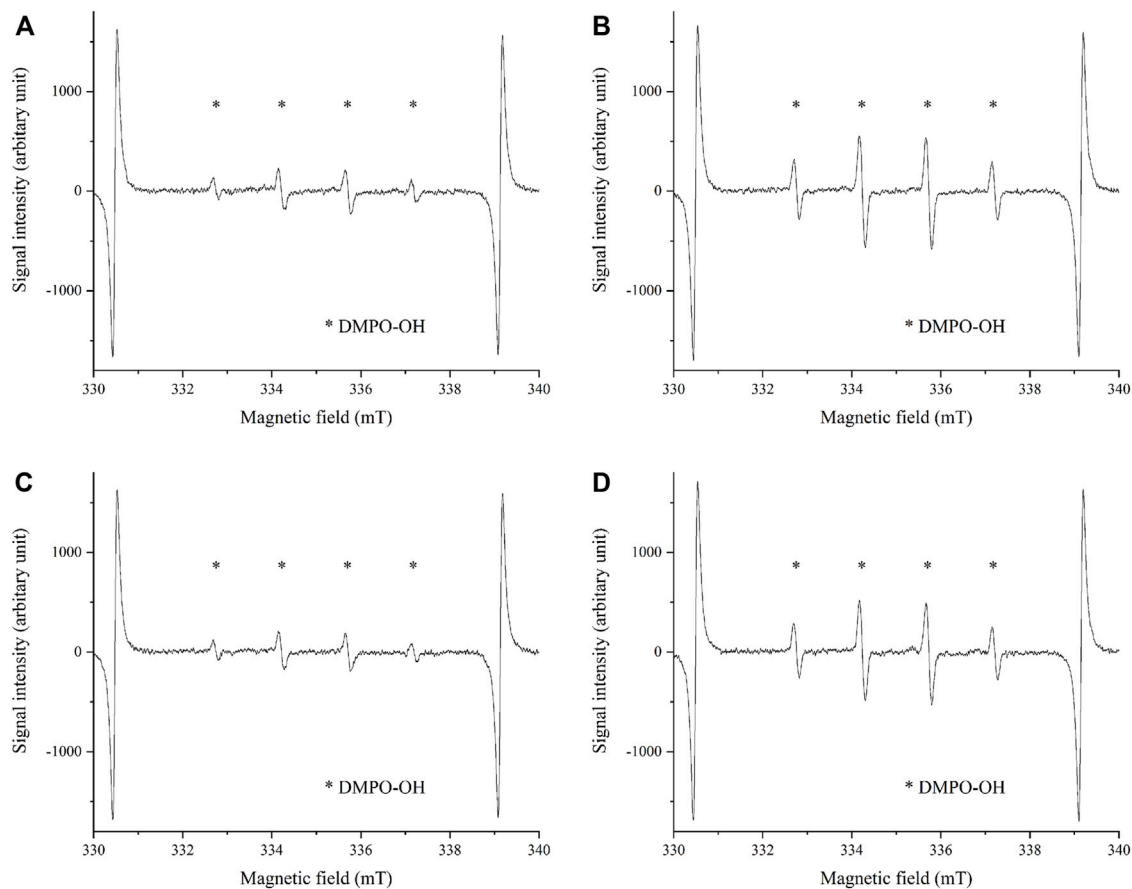 A
Signal intensity (arbitary unit)
1000
0
-1000
* * * *
* DMPO-OH
330 332 334 336 338 340
Magnetic field (mT)
B
Signal intensity (arbitary unit)
1000
0
-1000
* * * *
* DMPO-OH
330 332 334 336 338 340
Magnetic field (mT)
C
Signal intensity (arbitary unit)
1000
0
-1000
* * * *
* DMPO-OH
330 332 334 336 338 340
Magnetic field (mT)
D
Signal intensity (arbitary unit)
1000
0
-1000
* * * *
* DMPO-OH
330 332 334 336 338 340
Magnetic field (mT)